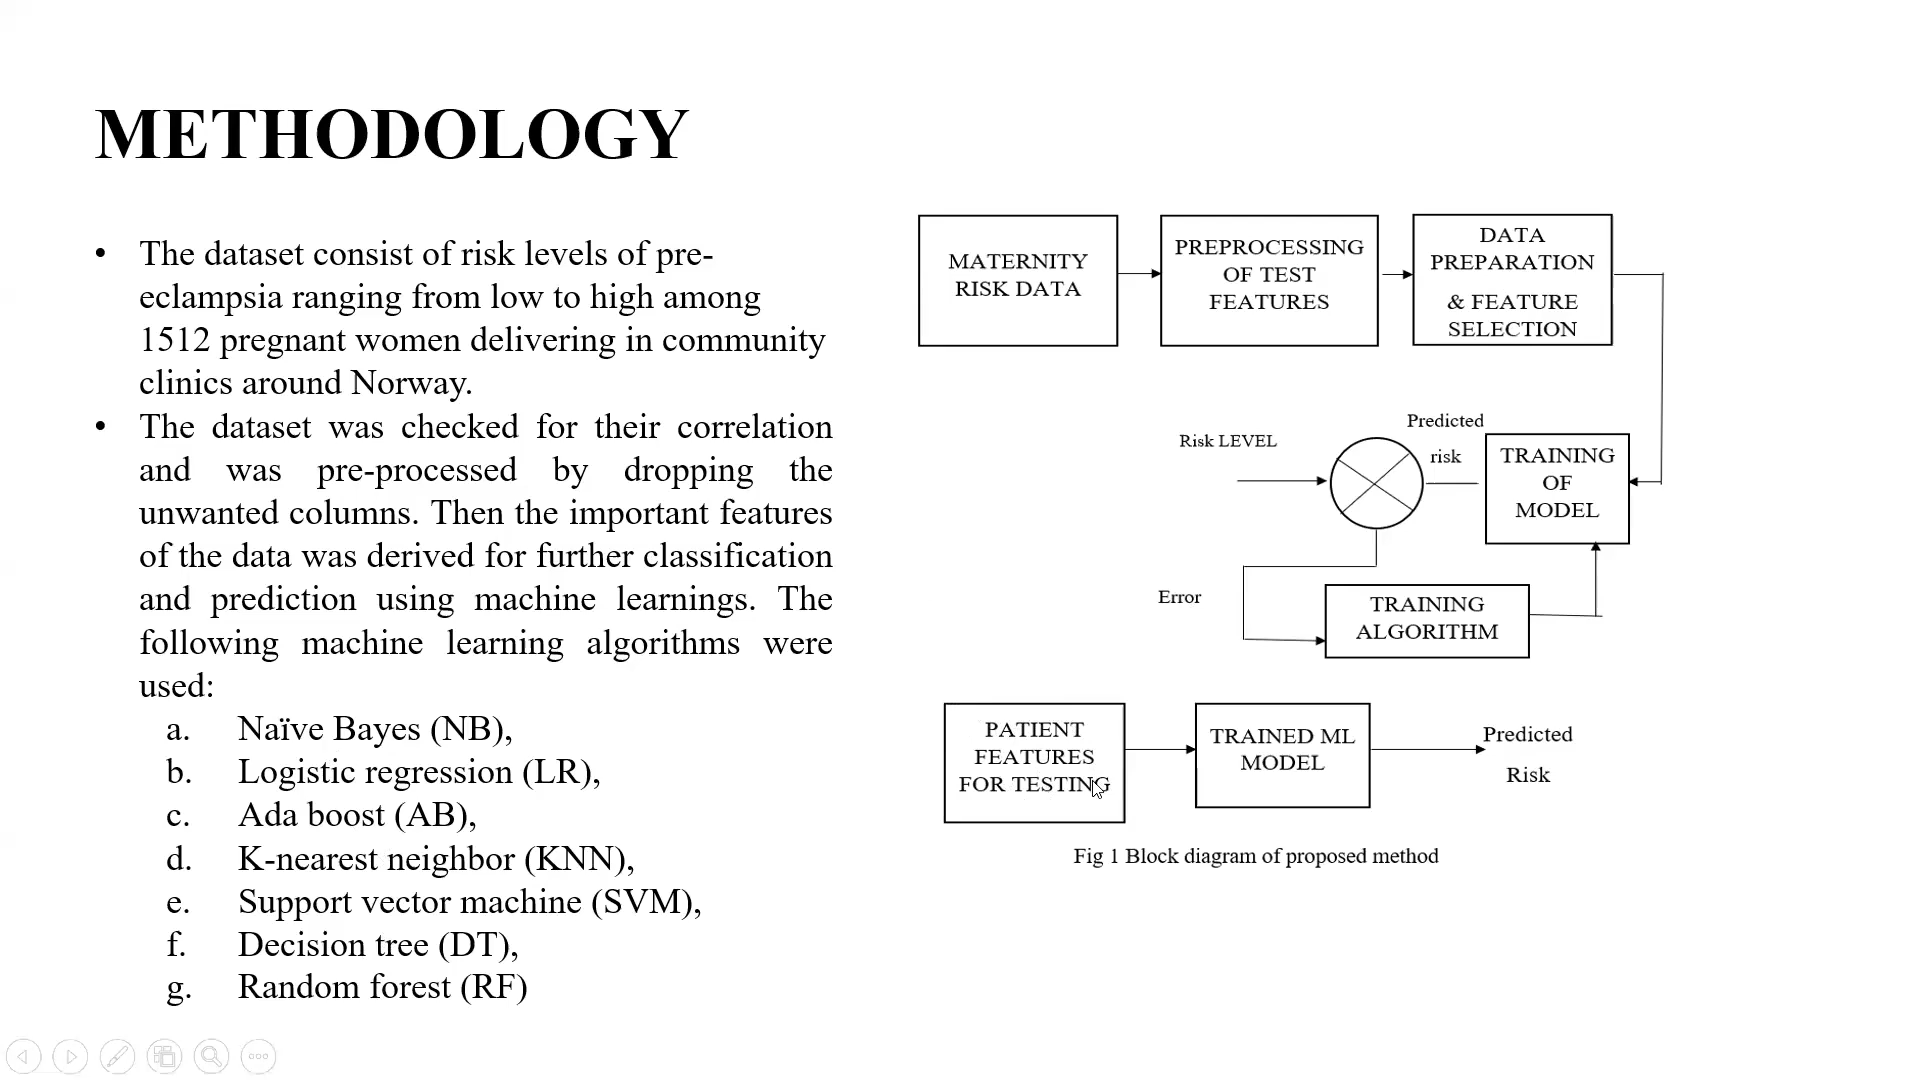 METHODOLOGY
• The dataset consist of risk levels of pre-
eclampsia ranging from low to high among
1512 pregnant women delivering in community
clinics around Norway.
• The dataset was checked for their correlation
and was pre-processed by dropping the
unwanted columns. Then the important features
of the data was derived for further classification
and prediction using machine learnings. The
following machine learning algorithms were
used:
a. Naïve Bayes (NB),
b. Logistic regression (LR),
c. Ada boost (AB),
d. K-nearest neighbor (KNN),
e. Support vector machine (SVM),
f. Decision tree (DT),
g. Random forest (RF)
MATERNITY
RISK DATA
PREPROCESSING
OF TEST
FEATURES
DATA
PREPARATION
& FEATURE
SELECTION
Risk LEVEL
Predicted
risk
TRAINING
OF
MODEL
Error
TRAINING
ALGORITHM
PATIENT
FEATURES
FOR TESTING
TRAINED ML
MODEL
Predicted
Risk
Fig 1 Block diagram of proposed method